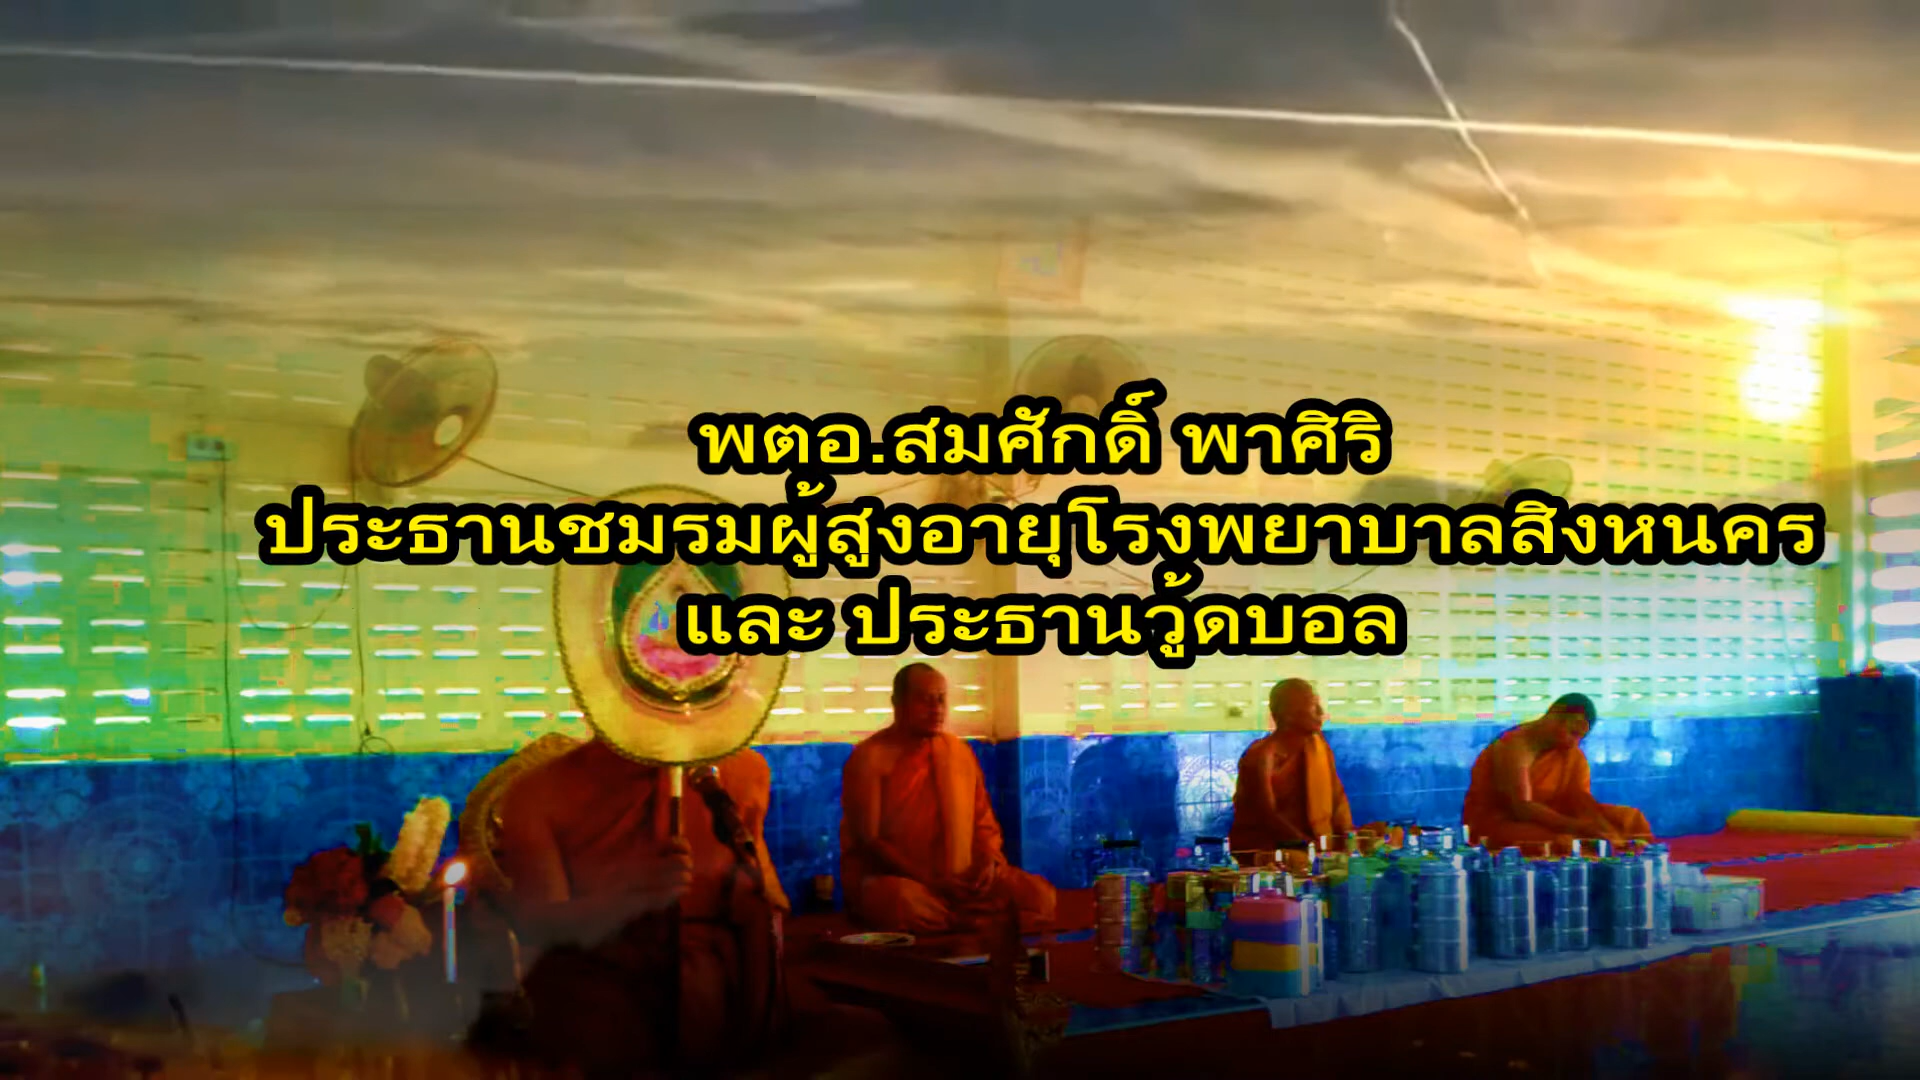 พตอ.สมศักดิ์ พาศิริ
ประธานชมรมผู้สูงอายุโรงพยาบาลสิงหนคร
และ ประธานวู้ดบอล